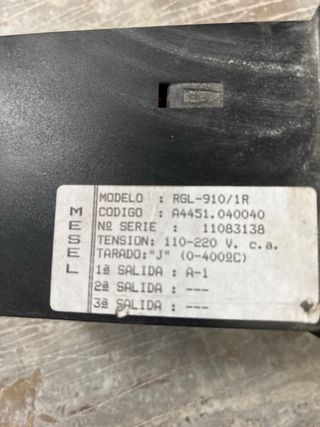 MESEL
MODELO : RGL-910/1R
CODIGO : A4451.040040
Nº SERIE : 11083138
TENSION: 110-220 V. c.a.
TARADO:"J" (0-400ºC)
1ª SALIDA : A-1
2ª SALIDA : ---
3ª SALIDA : ---